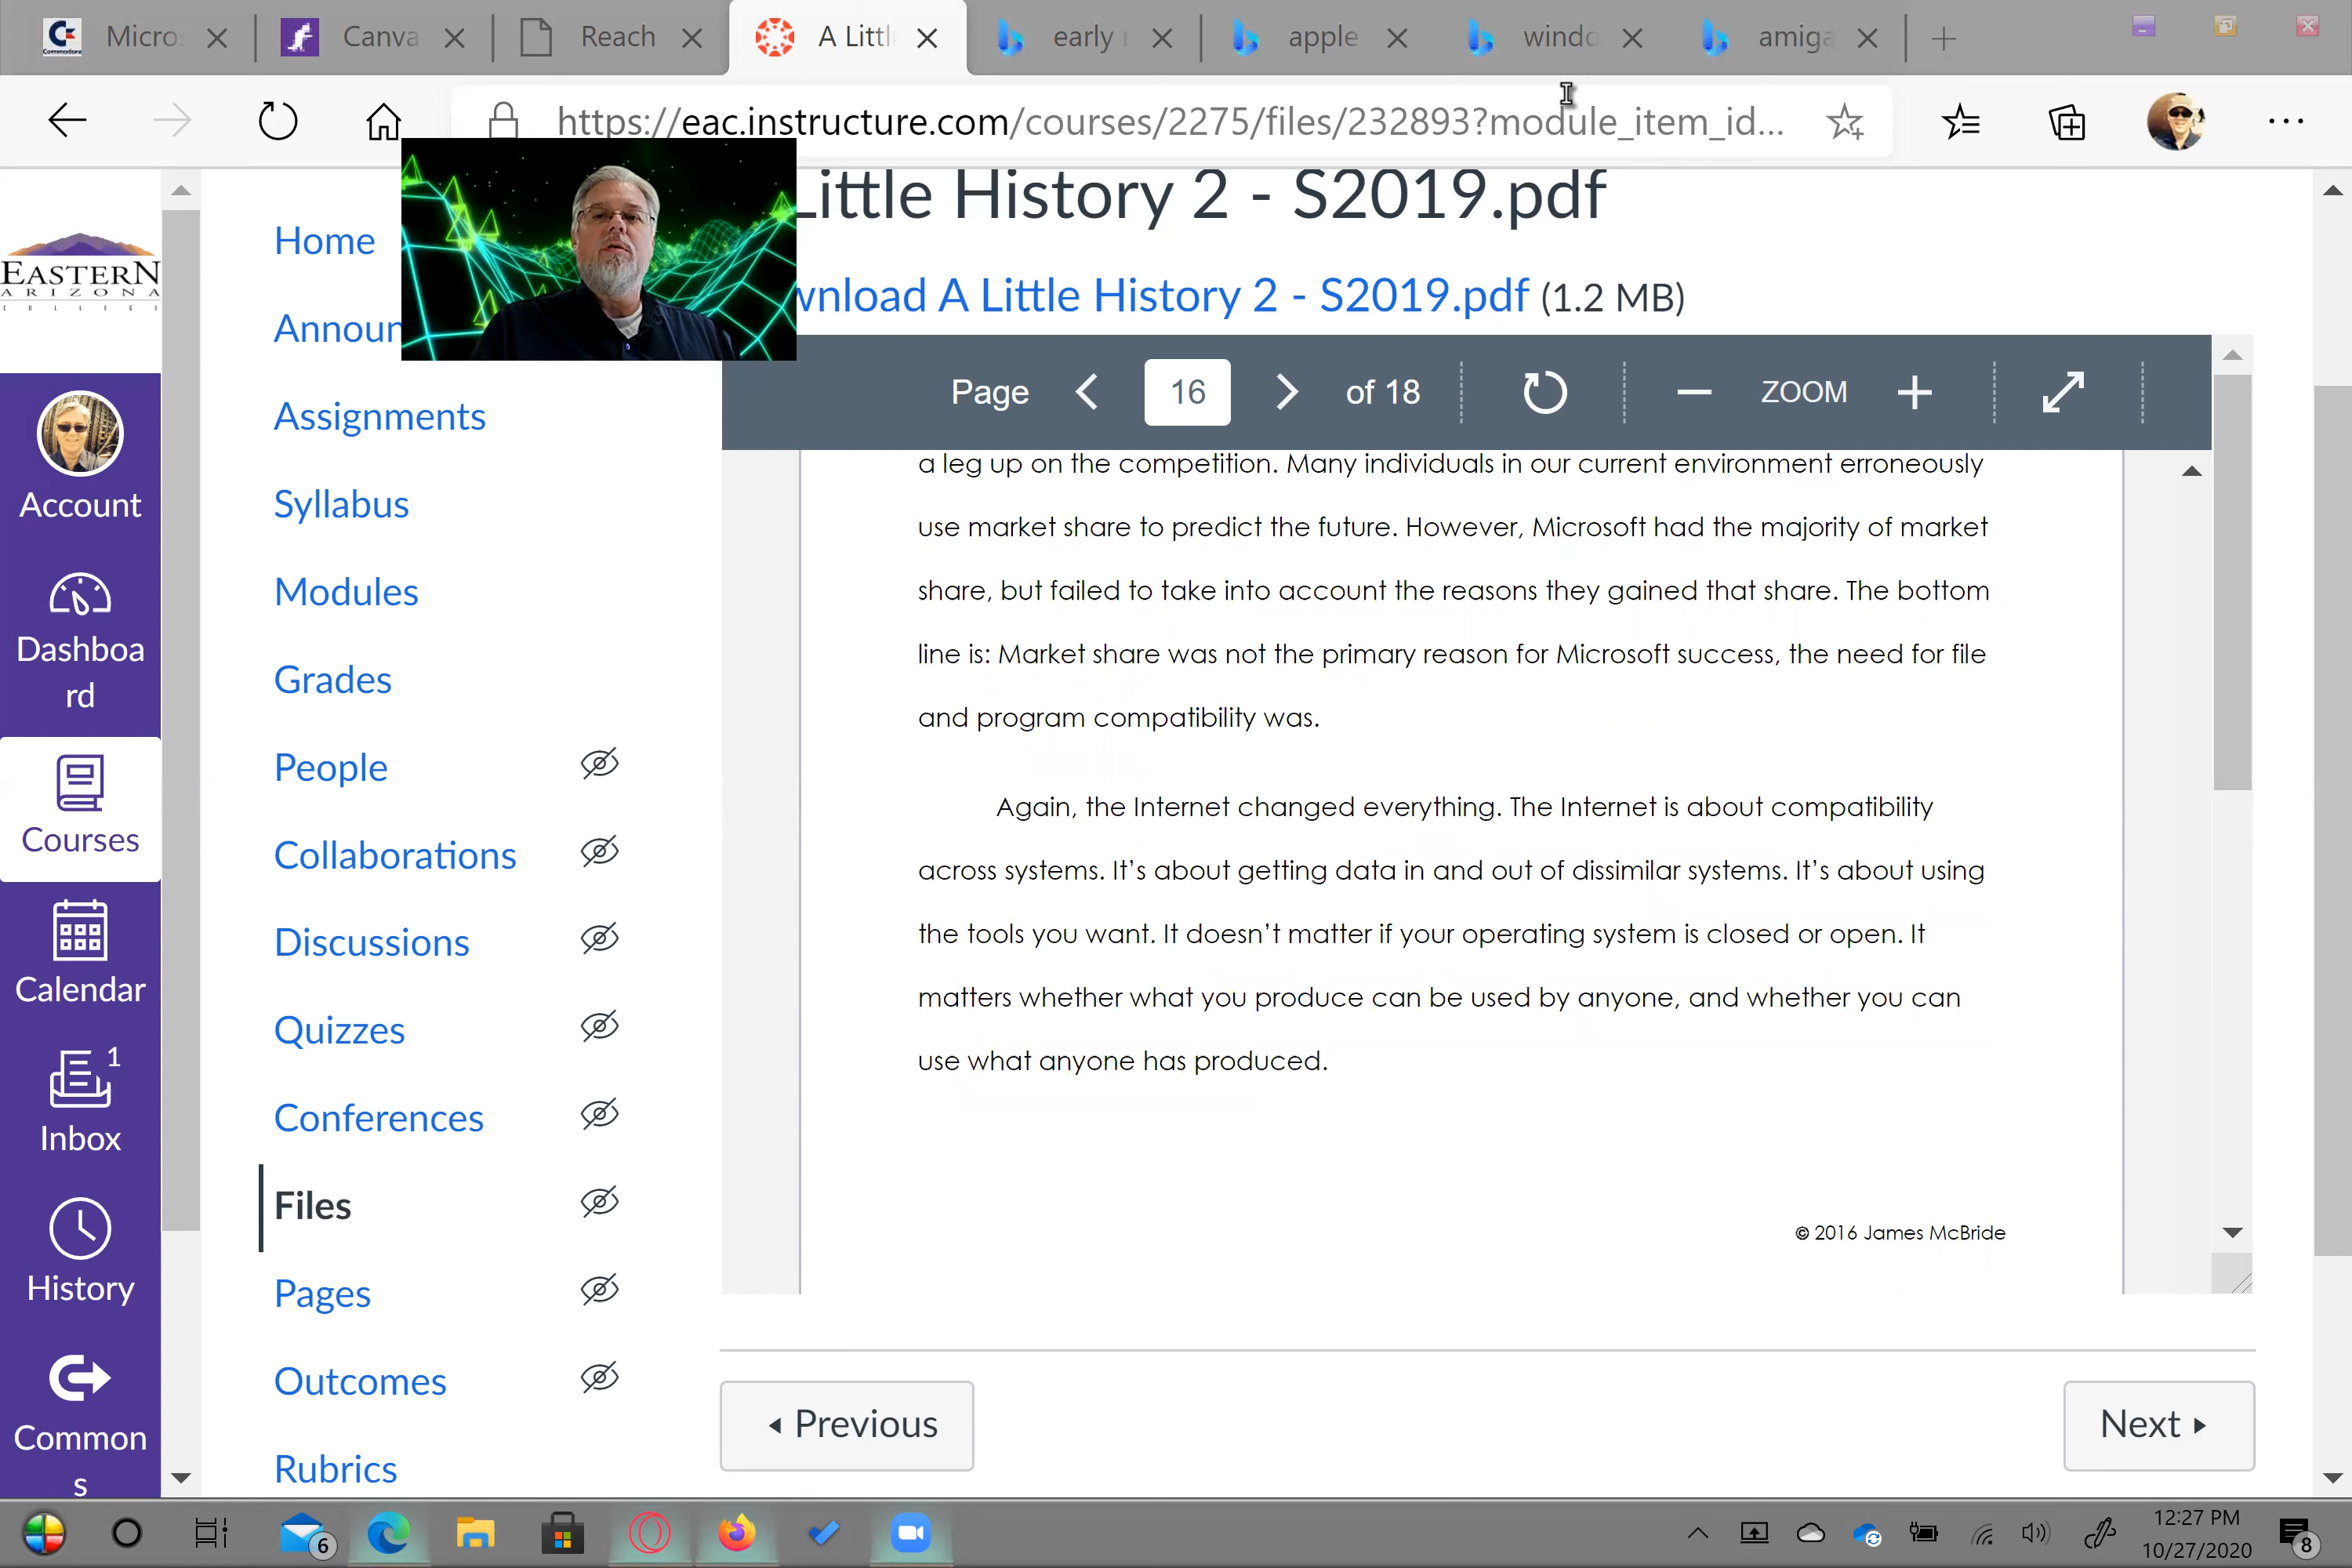 Micros
Canva
Reach
A Littl
early
apple
windo
amiga
https://eac.instructure.com/courses/2275/files/232893?module_item_id...
Little History 2 - S2019.pdf
wnload A Little History 2 - S2019.pdf (1.2 MB)
EASTERN
ARIZONA
COLLEGE
Account
Dashboa
rd
Courses
Calendar
1
Inbox
History
Common
s
Home
Announ
Assignments
Syllabus
Modules
Grades
People
Collaborations
Discussions
Quizzes
Conferences
Files
Pages
Outcomes
Rubrics
Page 16 of 18 ZOOM
a leg up on the competition. Many individuals in our current environment erroneously
use market share to predict the future. However, Microsoft had the majority of market
share, but failed to take into account the reasons they gained that share. The bottom
line is: Market share was not the primary reason for Microsoft success, the need for file
and program compatibility was.
Again, the Internet changed everything. The Internet is about compatibility
across systems. It's about getting data in and out of dissimilar systems. It's about using
the tools you want. It doesn't matter if your operating system is closed or open. It
matters whether what you produce can be used by anyone, and whether you can
use what anyone has produced.
© 2016 James McBride
Previous
Next
6
12:27 PM
10/27/2020
8